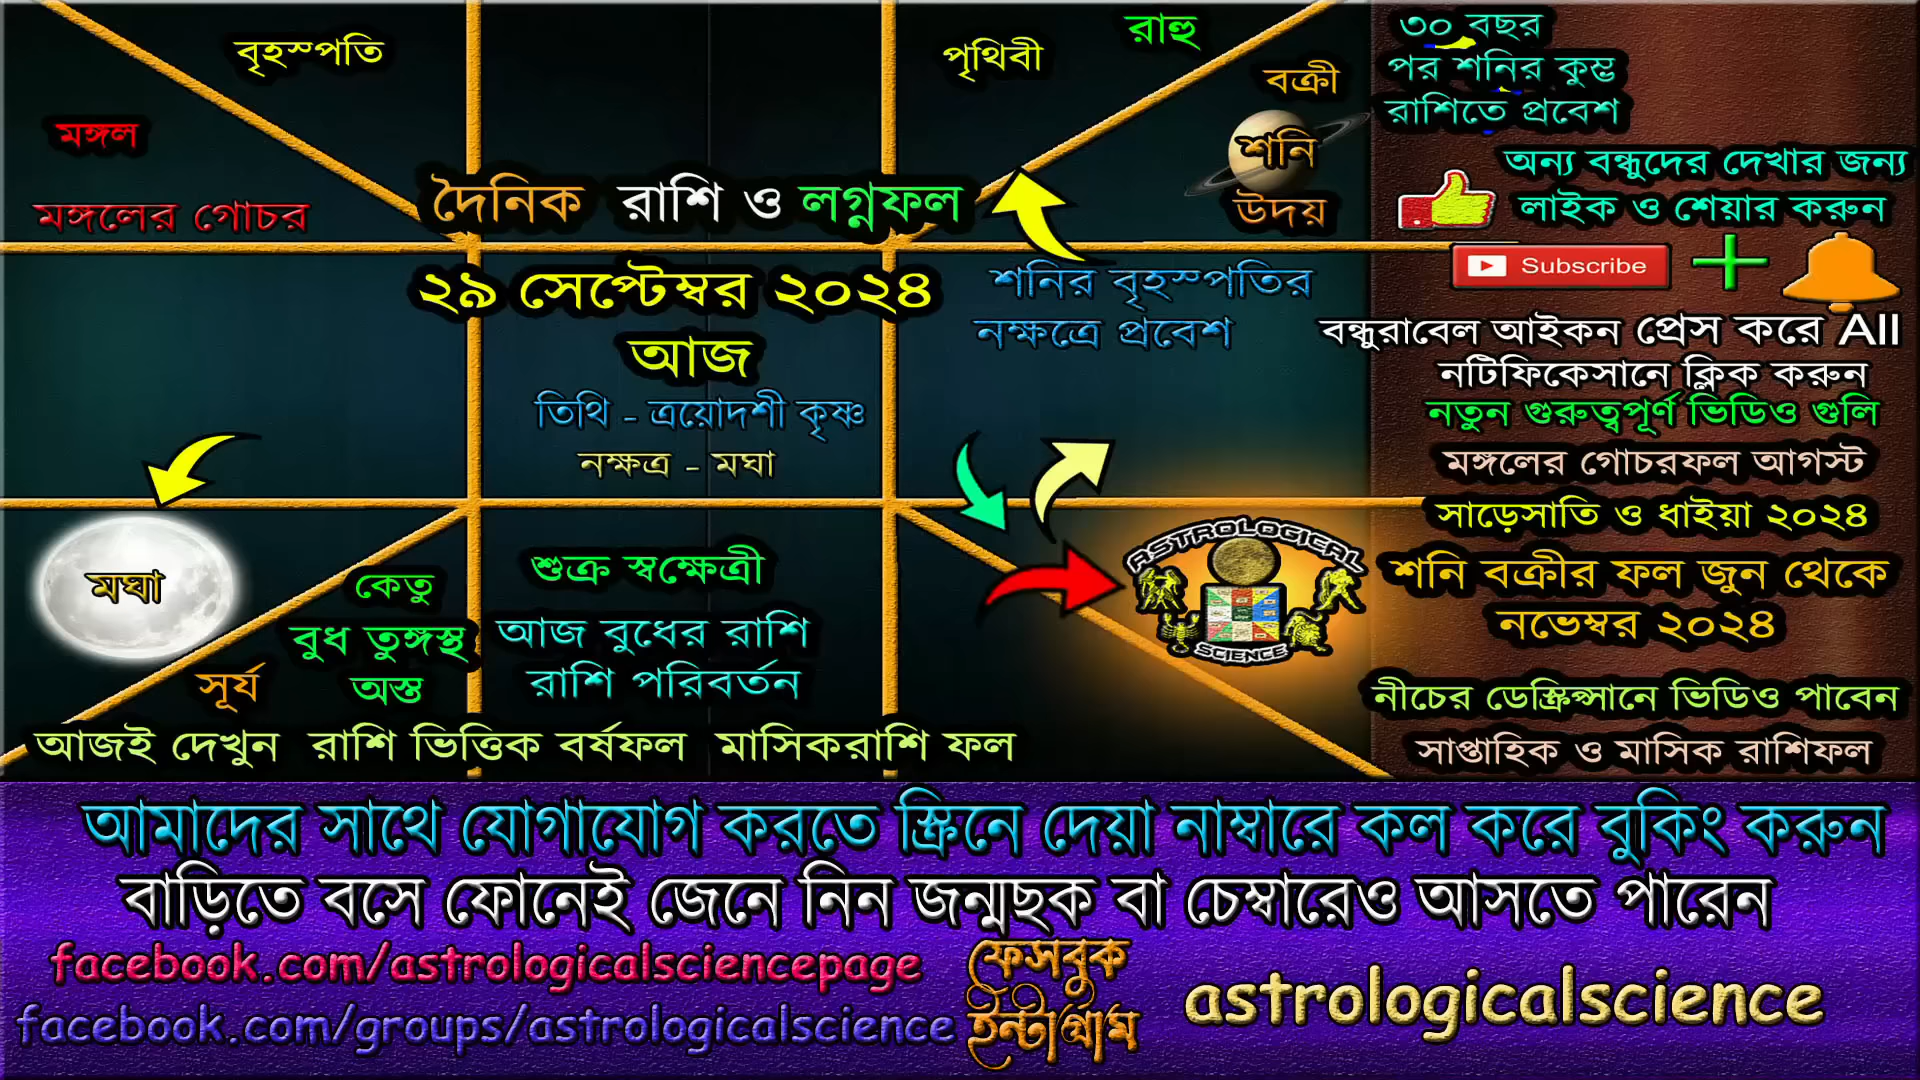 বৃহস্পতি
পৃথিবী
রাহু
বক্রী
মঙ্গল
শনি
মঙ্গলের গোচর
উদয়
দৈনিক রাশি ও লগ্নফল
২৯ সেপ্টেম্বর ২০২৪
আজ
তিথি - ত্রয়োদশী কৃষ্ণ
নক্ষত্র - মঘা
শনির বৃহস্পতির
নক্ষত্রে প্রবেশ
মঘা
কেতু
বুধ তুঙ্গস্থ
অস্ত
সূর্য
শুক্র স্বক্ষেত্রী
আজ বুধের রাশি
রাশি পরিবর্তন
ASTROLOGICAL
SCIENCE
আজই দেখুন রাশি ভিত্তিক বর্ষফল মাসিকরাশি ফল
৩০ বছর
পর শনির কুম্ভ
রাশিতে প্রবেশ
অন্য বন্ধুদের দেখার জন্য
লাইক ও শেয়ার করুন
Subscribe
বন্ধুরাবেল আইকন প্রেস করে All
নটিফিকেসানে ক্লিক করুন
নতুন গুরুত্বপূর্ণ ভিডিও গুলি
মঙ্গলের গোচরফল আগস্ট
সাড়েসাতি ও ধাইয়া ২০২৪
শনি বক্রীর ফল জুন থেকে
নভেম্বর ২০২৪
নীচের ডেস্ক্রিপ্সানে ভিডিও পাবেন
সাপ্তাহিক ও মাসিক রাশিফল
আমাদের সাথে যোগাযোগ করতে স্ক্রিনে দেয়া নাম্বারে কল করে বুকিং করুন
বাড়িতে বসে ফোনেই জেনে নিন জন্মছক বা চেম্বারেও আসতে পারেন
facebook.com/astrologicalsciencepage
facebook.com/groups/astrologicalscience
ফেসবুক
ইন্টাগ্রাম
astrologicalscience